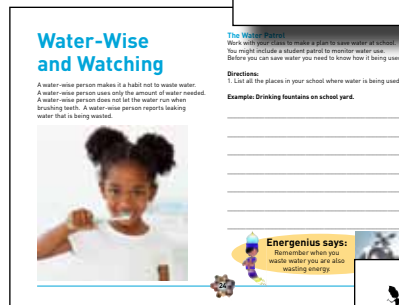 Water-Wise
and Watching
A water-wise person makes it a habit not to waste water.
A water-wise person uses only the amount of water needed.
A water-wise person does not let the water run when
brushing teeth. A water-wise person reports leaking
water that is being wasted.
The Water Patrol
Work with your class to make a plan to save water at school.
You might include a student patrol to monitor water use.
Before you can save water you need to know how it being used
Directions:
1. List all the places in your school where water is being used
Example: Drinking fountains on school yard.
Energenius says:
Remember when you
waste water you are also
wasting energy.